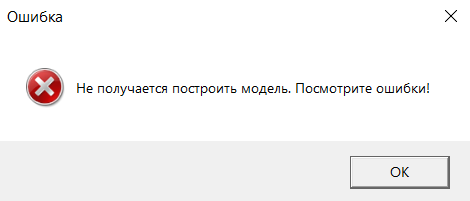 Ошибка
Не получается построить модель. Посмотрите ошибки!
OK